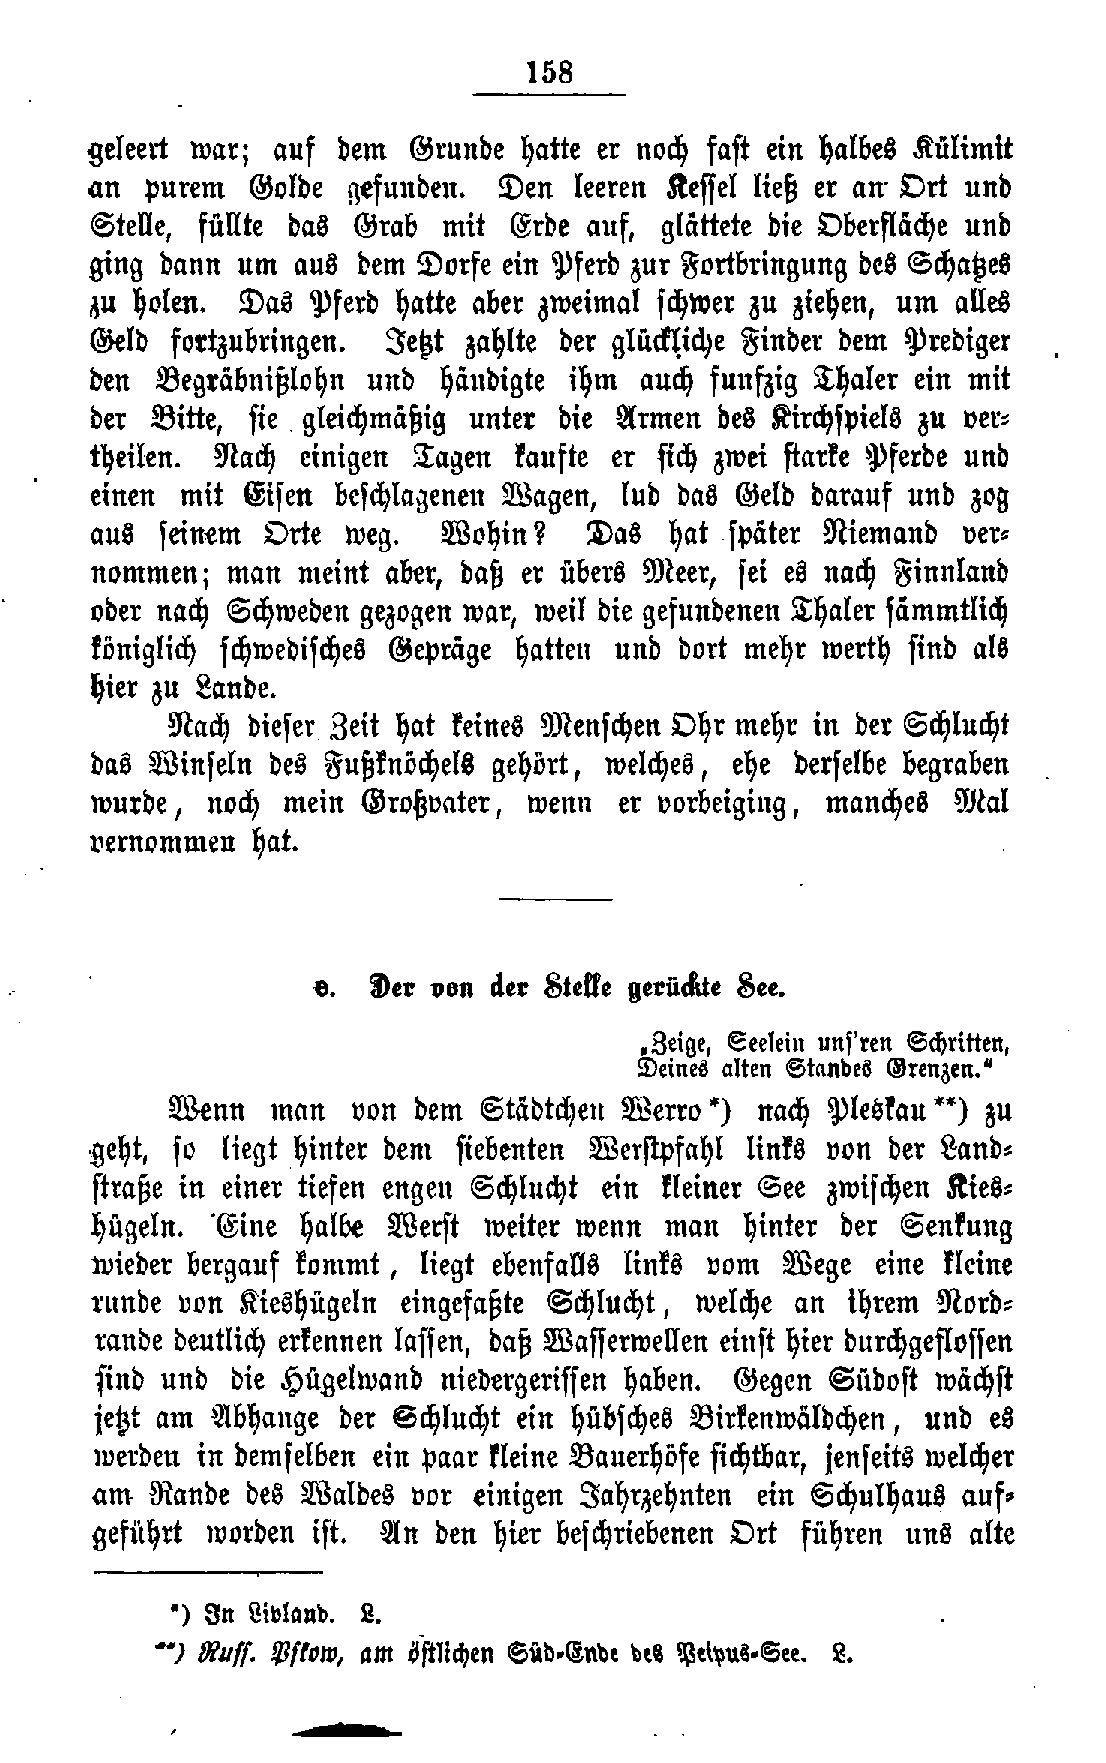 158
geleert war; auf dem Grunde hatte er noch fast ein halbes Külimit
an purem Golde gefunden. Den leeren Kessel ließ er an Ort und
Stelle, füllte das Grab mit Erde auf, glättete die Oberfläche und
ging dann um aus dem Dorfe ein Pferd zur Fortbringung des Schatzes
zu holen. Das Pferd hatte aber zweimal schwer zu ziehen, um alles
Geld fortzubringen. Jetzt zahlte der glückliche Finder dem Prediger
den Begräbnißlohn und händigte ihm auch funfzig Thaler ein mit
der Bitte, sie gleichmäßig unter die Armen des Kirchspiels zu ver-
theilen. Nach einigen Tagen kaufte er sich zwei starke Pferde und
einen mit Eisen beschlagenen Wagen, lud das Geld darauf und zog
aus seinem Orte weg. Wohin? Das hat später Niemand ver-
nommen; man meint aber, daß er übers Meer, sei es nach Finnland
oder nach Schweden gezogen war, weil die gefundenen Thaler sämmtlich
königlich schwedisches Gepräge hatten und dort mehr werth sind als
hier zu Lande.
Nach dieser Zeit hat keines Menschen Ohr mehr in der Schlucht
das Winseln des Fußknöchels gehört, welches, ehe derselbe begraben
wurde, noch mein Großvater, wenn er vorbeiging, manches Mal
vernommen hat.
e. Der von der Stelle gerückte See.
„Zeige, Seelein uns'ren Schritten,
Deines alten Standes Grenzen."
Wenn man von dem Städtchen Werro*) nach Pleskau**) zu
geht, so liegt hinter dem siebenten Werstpfahl links von der Land-
straße in einer tiefen engen Schlucht ein kleiner See zwischen Kies-
hügeln. Eine halbe Werst weiter wenn man hinter der Senkung
wieder bergauf kommt, liegt ebenfalls links vom Wege eine kleine
runde von Kieshügeln eingefaßte Schlucht, welche an ihrem Nord-
rande deutlich erkennen lassen, daß Wasserwellen einst hier durchgeflossen
sind und die Hügelwand niedergerissen haben. Gegen Südost wächst
jetzt am Abhange der Schlucht ein hübsches Birkenwäldchen, und es
werden in demselben ein paar kleine Bauerhöfe sichtbar, jenseits welcher
am Rande des Waldes vor einigen Jahrzehnten ein Schulhaus auf-
geführt worden ist. An den hier beschriebenen Ort führen uns alte
*) In Livland. L.
**) Russ. Pskow, am östlichen Süd-Ende des Peipus-See. L.